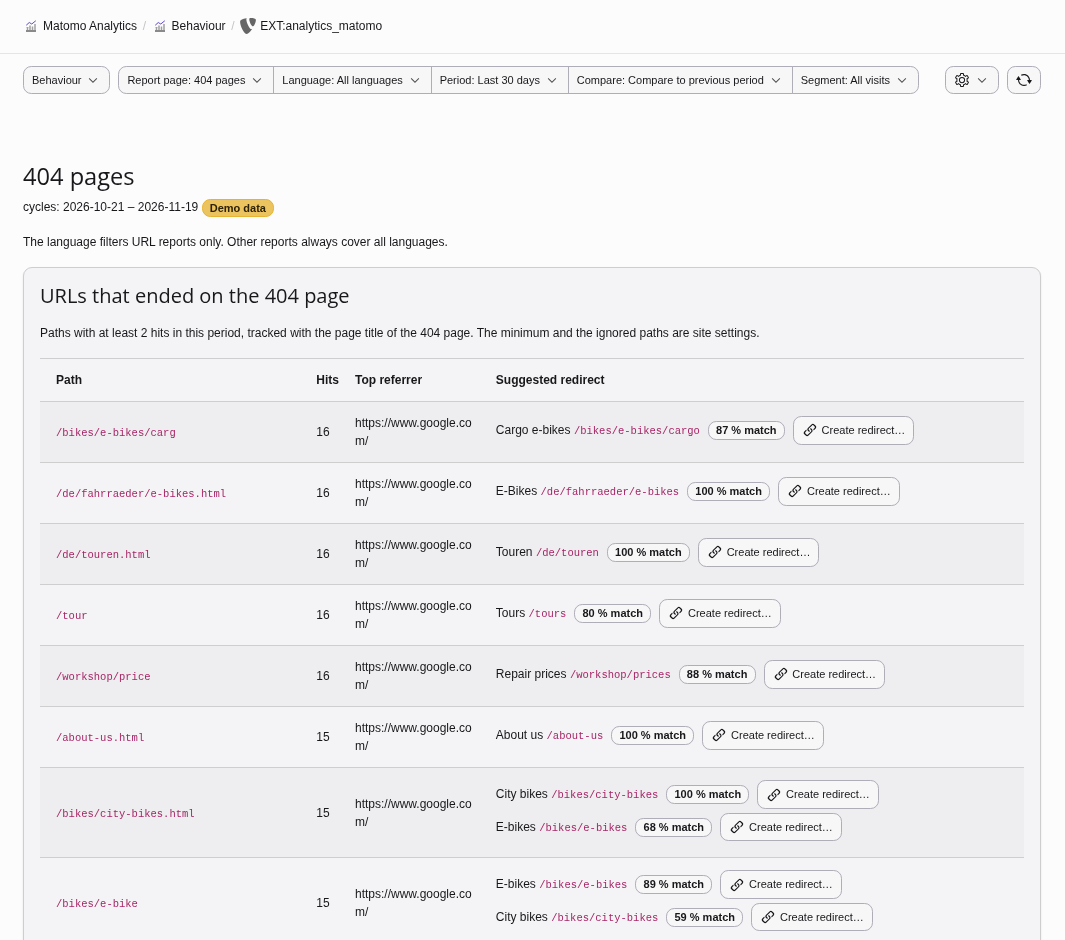 Matomo Analytics / Behaviour / EXT:analytics_matomo
Behaviour Report page: 404 pages Language: All languages Period: Last 30 days Compare: Compare to previous period Segment: All visits
404 pages
cycles: 2026-10-21 – 2026-11-19 Demo data
The language filters URL reports only. Other reports always cover all languages.
URLs that ended on the 404 page
Paths with at least 2 hits in this period, tracked with the page title of the 404 page. The minimum and the ignored paths are site settings.
Path Hits Top referrer Suggested redirect
/bikes/e-bikes/carg 16 https://www.google.co
m/ Cargo e-bikes /bikes/e-bikes/cargo 87 % match Create redirect…
/de/fahrraeder/e-bikes.html 16 https://www.google.co
m/ E-Bikes /de/fahrraeder/e-bikes 100 % match Create redirect…
/de/touren.html 16 https://www.google.co
m/ Touren /de/touren 100 % match Create redirect…
/tour 16 https://www.google.co
m/ Tours /tours 80 % match Create redirect…
/workshop/price 16 https://www.google.co
m/ Repair prices /workshop/prices 88 % match Create redirect…
/about-us.html 15 https://www.google.co
m/ About us /about-us 100 % match Create redirect…
/bikes/city-bikes.html 15 https://www.google.co
m/ City bikes /bikes/city-bikes 100 % match Create redirect…
E-bikes /bikes/e-bikes 68 % match Create redirect…
/bikes/e-bike 15 https://www.google.co
m/ E-bikes /bikes/e-bikes 89 % match Create redirect…
City bikes /bikes/city-bikes 59 % match Create redirect…